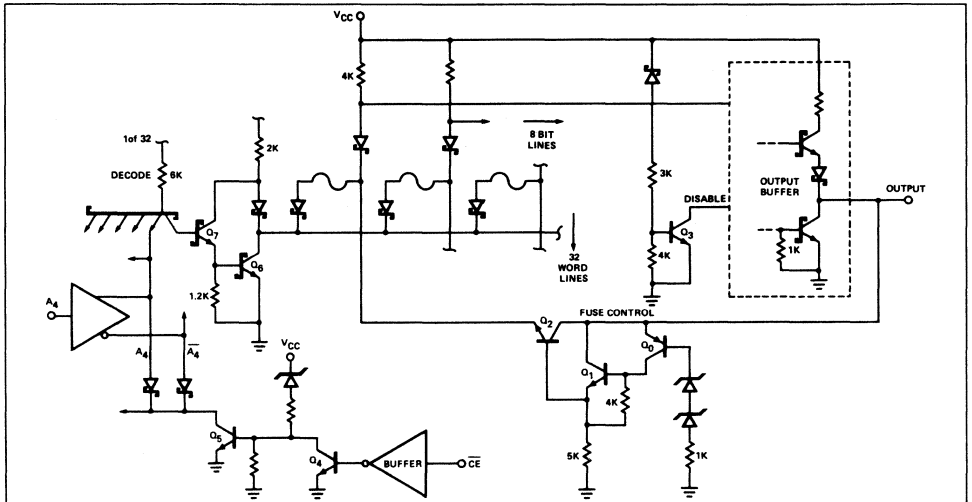 VCC
4K
1of 32
DECODE
6K
2K
8 BIT
LINES
3K
DISABLE
OUTPUT
BUFFER
OUTPUT
Q7
Q6
1.2K
Q3
4K
1K
32
WORD
LINES
A4
FUSE CONTROL
Q2
Q0
Q1
4K
A4
A4
VCC
Q5
Q4
BUFFER
CE
5K
1K